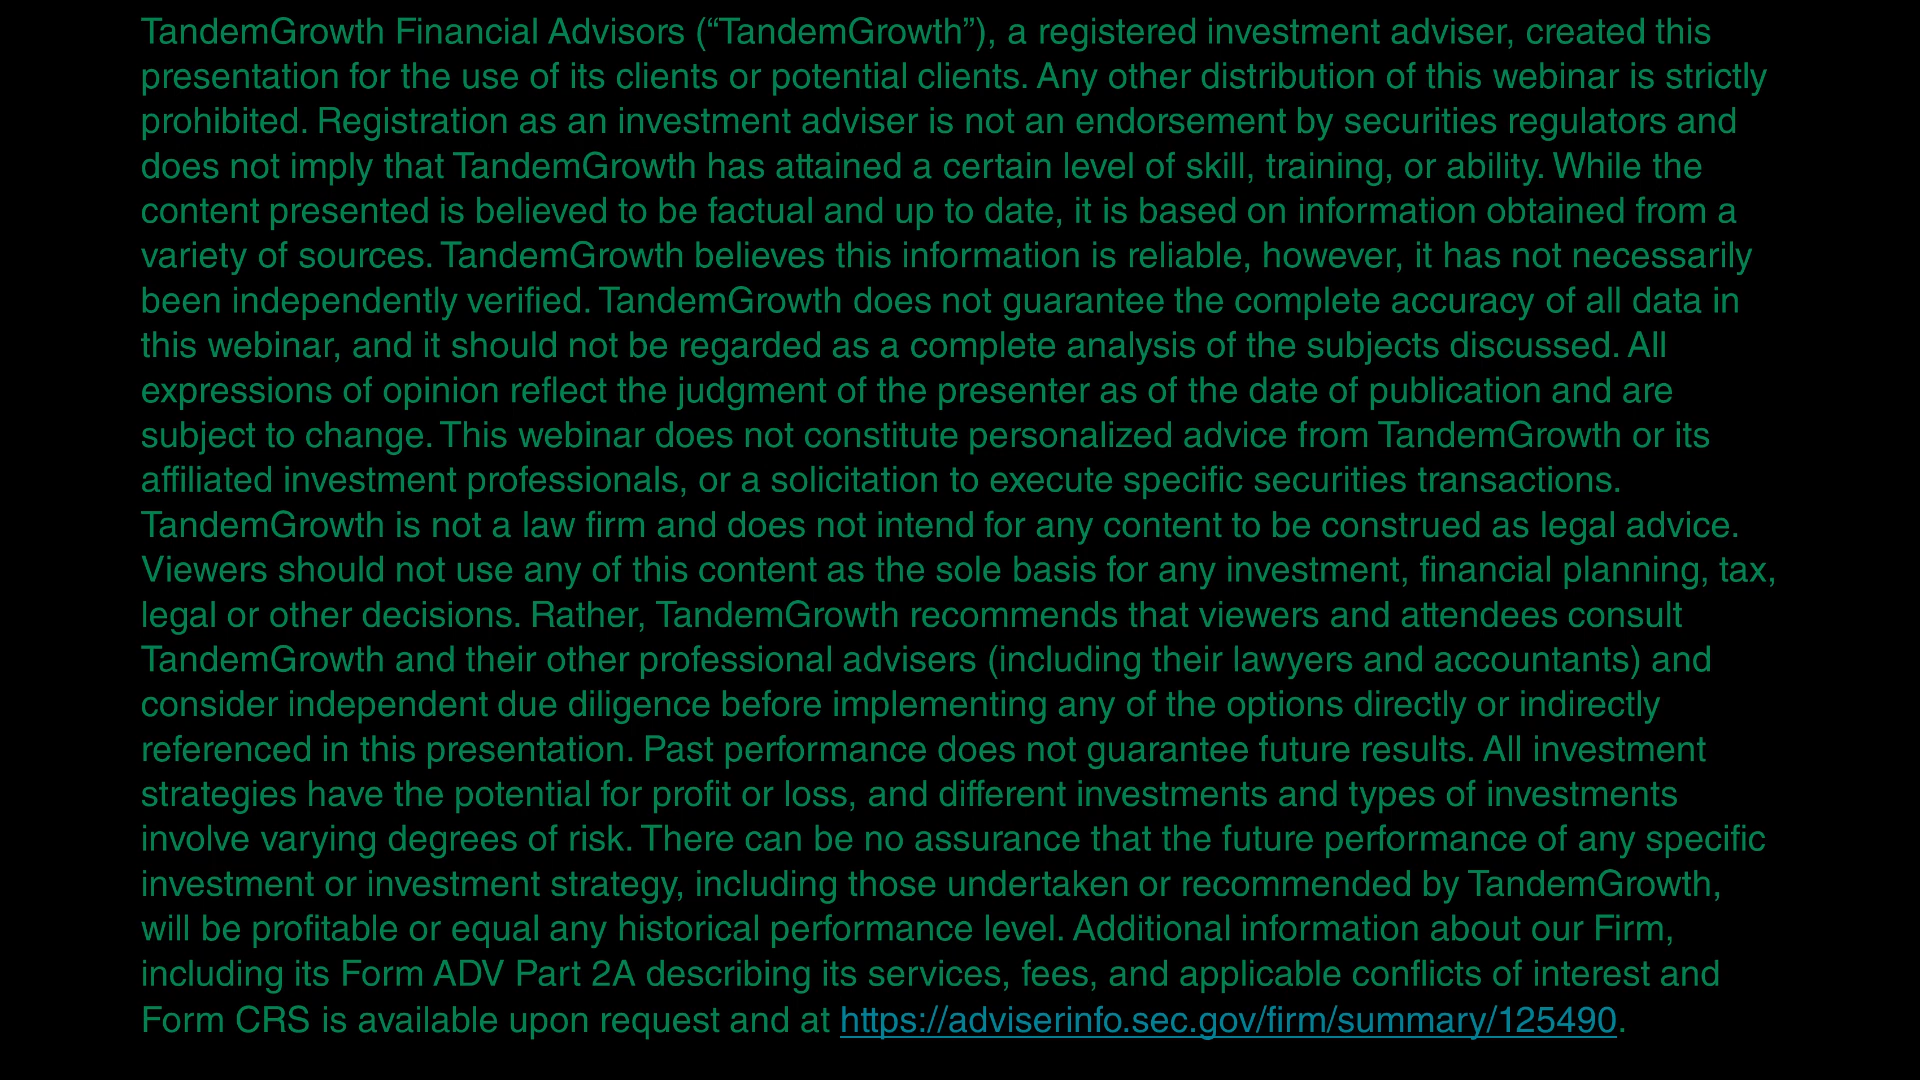 TandemGrowth Financial Advisors (“TandemGrowth”), a registered investment adviser, created this
presentation for the use of its clients or potential clients. Any other distribution of this webinar is strictly
prohibited. Registration as an investment adviser is not an endorsement by securities regulators and
does not imply that TandemGrowth has attained a certain level of skill, training, or ability. While the
content presented is believed to be factual and up to date, it is based on information obtained from a
variety of sources. TandemGrowth believes this information is reliable, however, it has not necessarily
been independently verified. TandemGrowth does not guarantee the complete accuracy of all data in
this webinar, and it should not be regarded as a complete analysis of the subjects discussed. All
expressions of opinion reflect the judgment of the presenter as of the date of publication and are
subject to change. This webinar does not constitute personalized advice from TandemGrowth or its
affiliated investment professionals, or a solicitation to execute specific securities transactions.
TandemGrowth is not a law firm and does not intend for any content to be construed as legal advice.
Viewers should not use any of this content as the sole basis for any investment, financial planning, tax,
legal or other decisions. Rather, TandemGrowth recommends that viewers and attendees consult
TandemGrowth and their other professional advisers (including their lawyers and accountants) and
consider independent due diligence before implementing any of the options directly or indirectly
referenced in this presentation. Past performance does not guarantee future results. All investment
strategies have the potential for profit or loss, and different investments and types of investments
involve varying degrees of risk. There can be no assurance that the future performance of any specific
investment or investment strategy, including those undertaken or recommended by TandemGrowth,
will be profitable or equal any historical performance level. Additional information about our Firm,
including its Form ADV Part 2A describing its services, fees, and applicable conflicts of interest and
Form CRS is available upon request and at https://adviserinfo.sec.gov/firm/summary/125490.